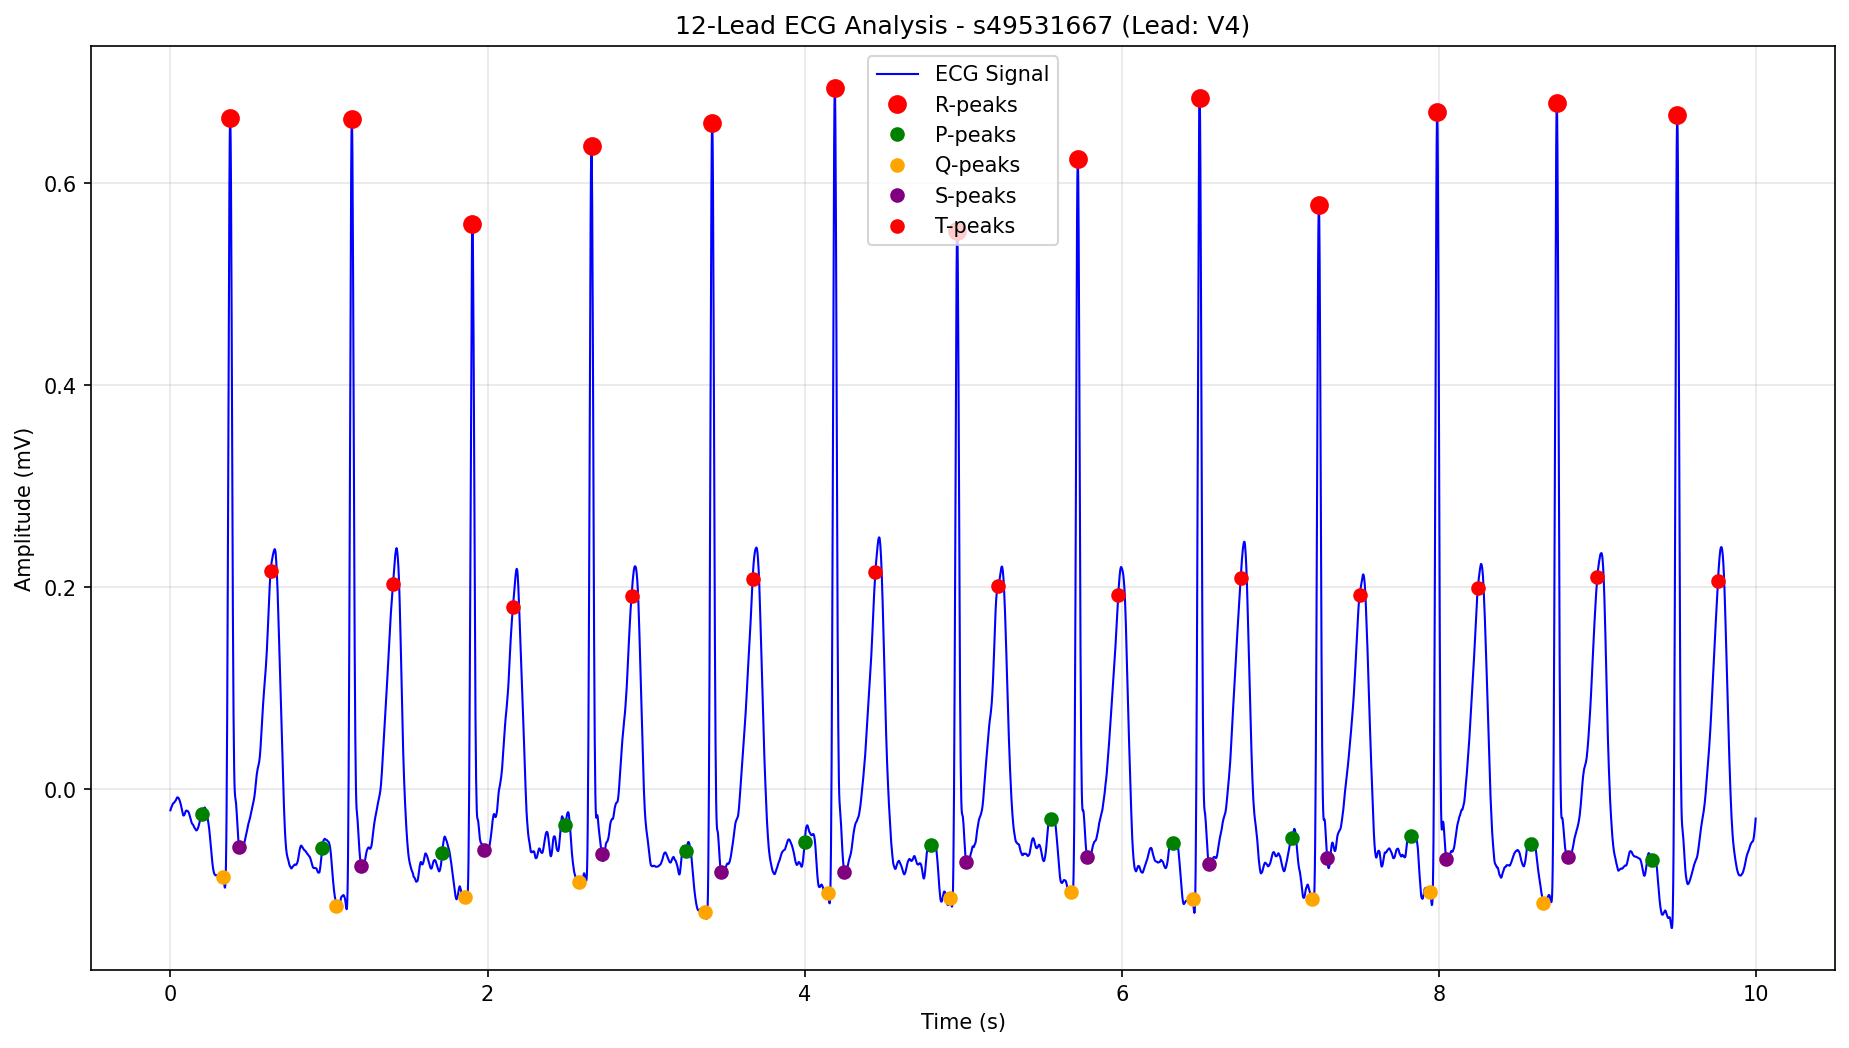 12-Lead ECG Analysis - s49531667 (Lead: V4)
ECG Signal
R-peaks
P-peaks
Q-peaks
S-peaks
T-peaks
Amplitude (mV)
0.6
0.4
0.2
0.0
0 2 4 6 8 10
Time (s)